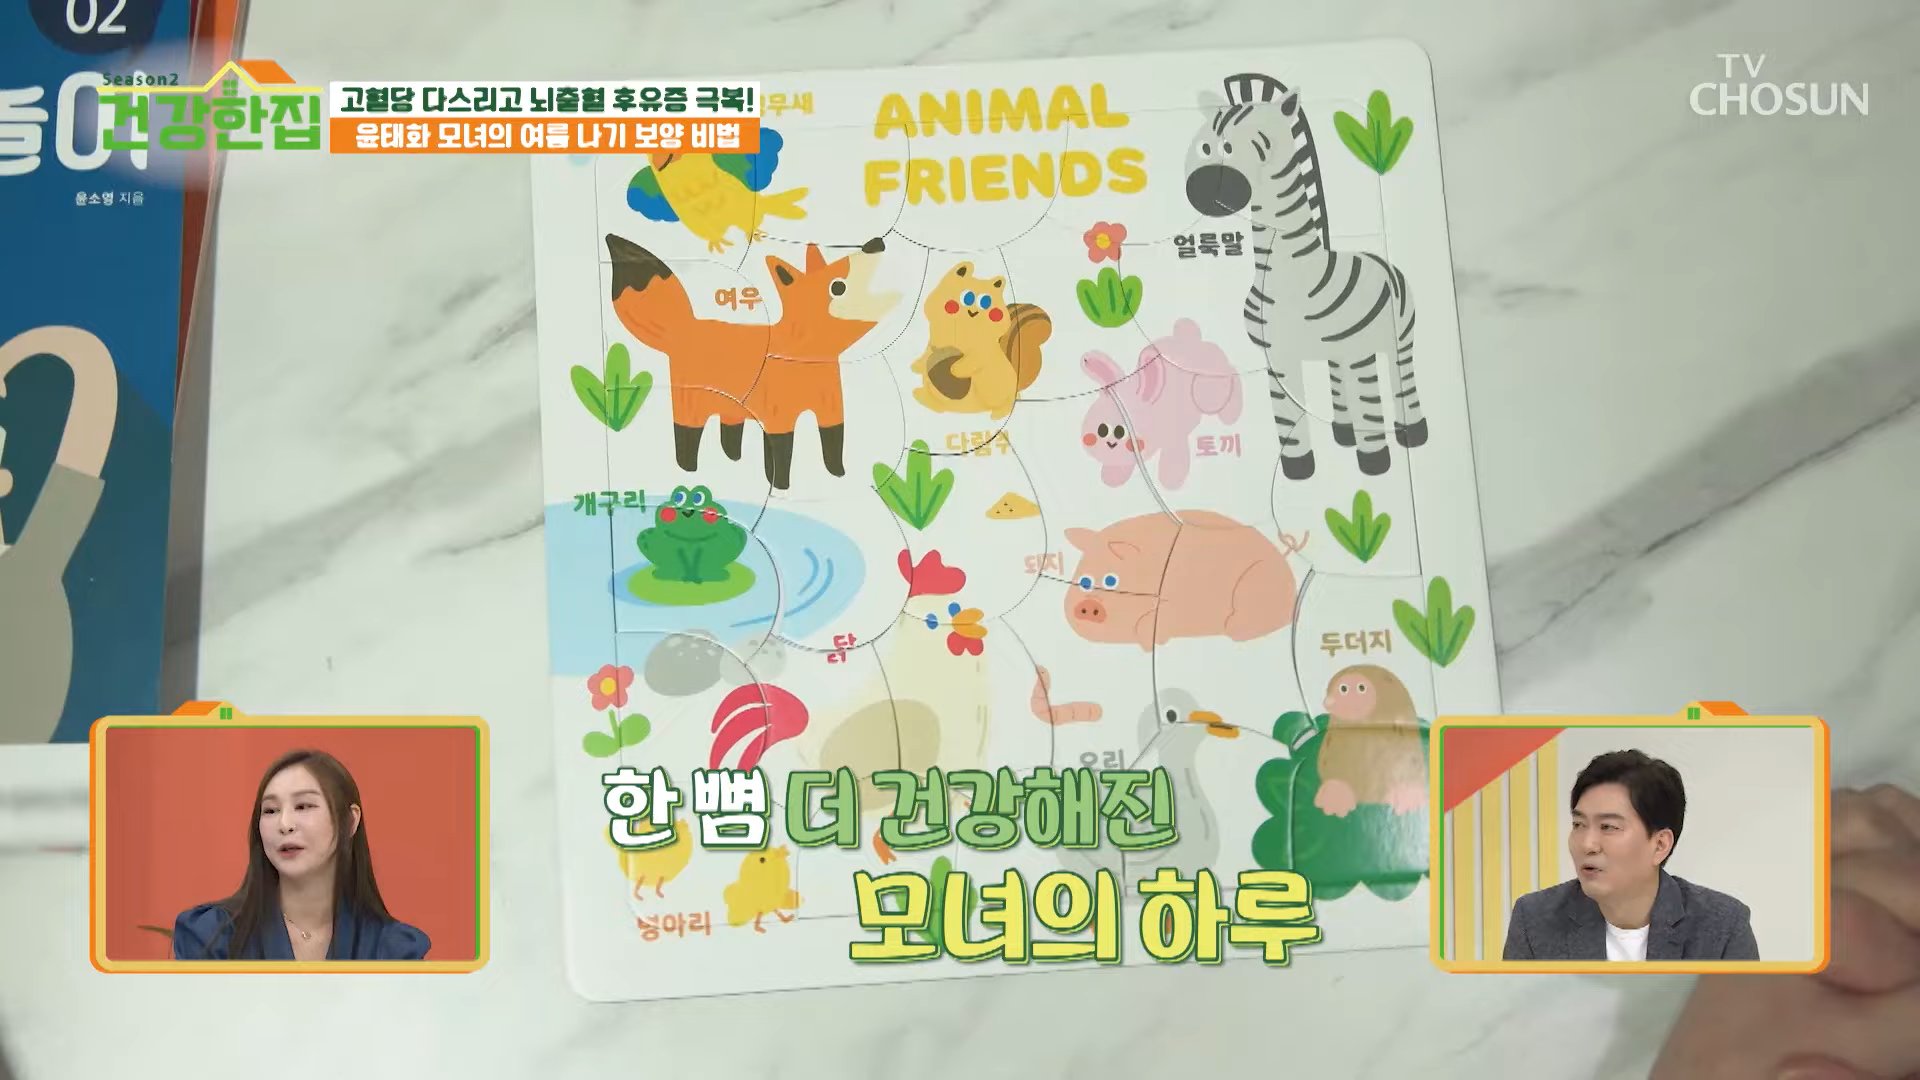 02
놀이
윤소영 지음
Season2
건강한집
고혈당 다스리고 뇌출혈 후유증 극복!
윤태화 모녀의 여름 나기 보양 비법
TV
CHOSUN
ANIMAL
FRIENDS
얼룩말
여우
다람쥐
토끼
개구리
돼지
닭
두더지
오리
한 뼘 더 건강해진
모녀의 하루
병아리